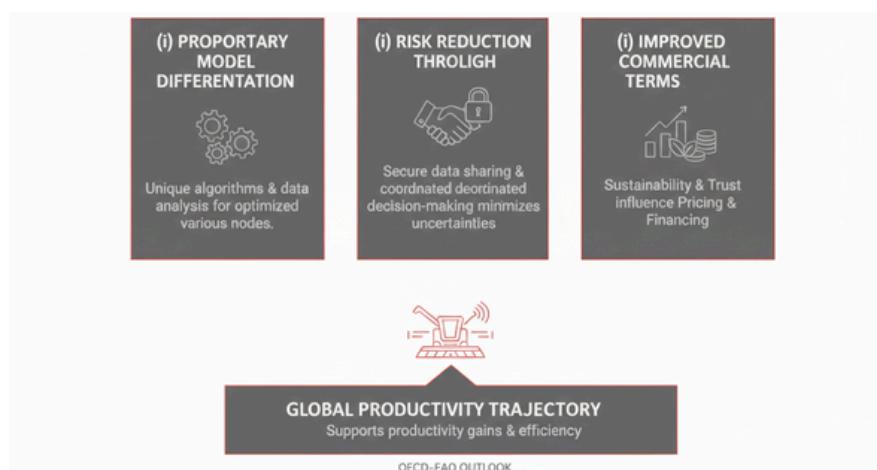 (i) PROPORTARY
MODEL
DIFFERENTATION
Unique algorithms & data
analysis for optimized
various nodes.
(i) RISK REDUCTION
THROLIGH
Secure data sharing &
coordnated deortinated
decision-making minimizes
uncertainties
(i) IMPROVED
COMMERCIAL
TERMS
Sustainability & Trust
influence Pricing &
Financing
GLOBAL PRODUCTIVITY TRAJECTORY
Supports productivity gains & efficiency
OECD-FAO OUTLOOK